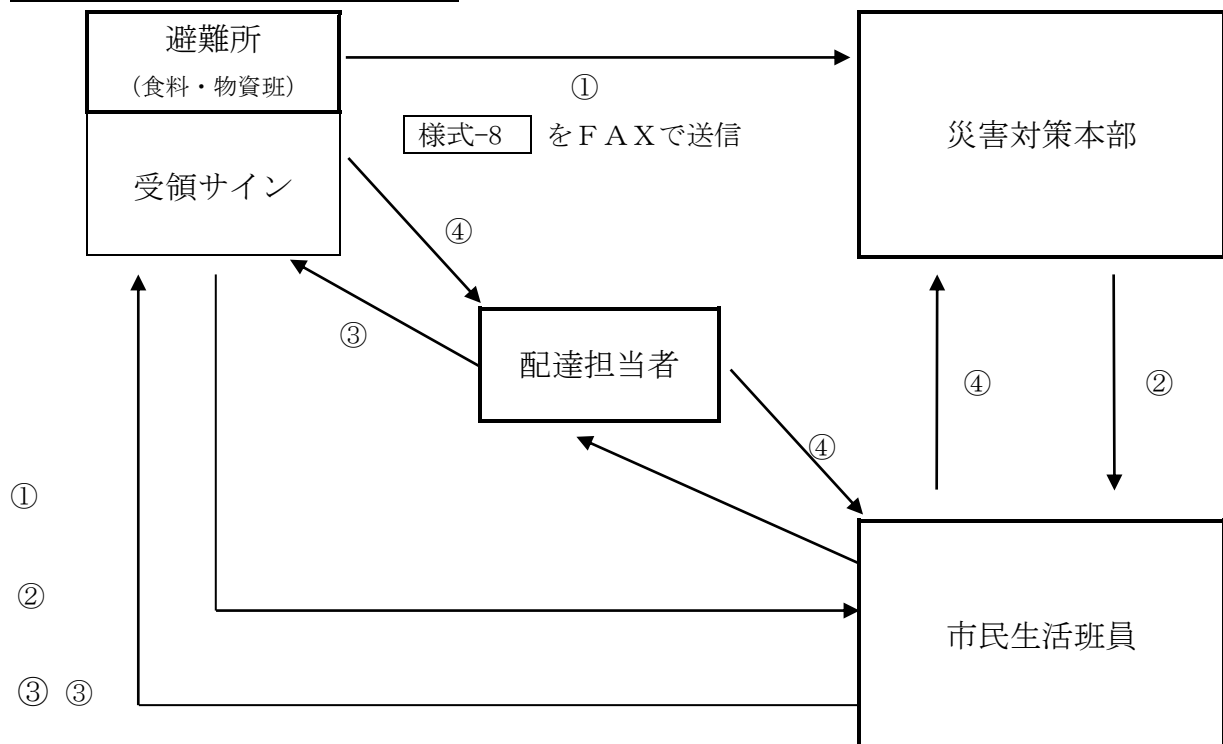 避難所
(食料・物資班)
①
様式-8 をFAXで送信
災害対策本部
受領サイン
④
③
配達担当者
④
②
④
①
②
市民生活班員
③ ③